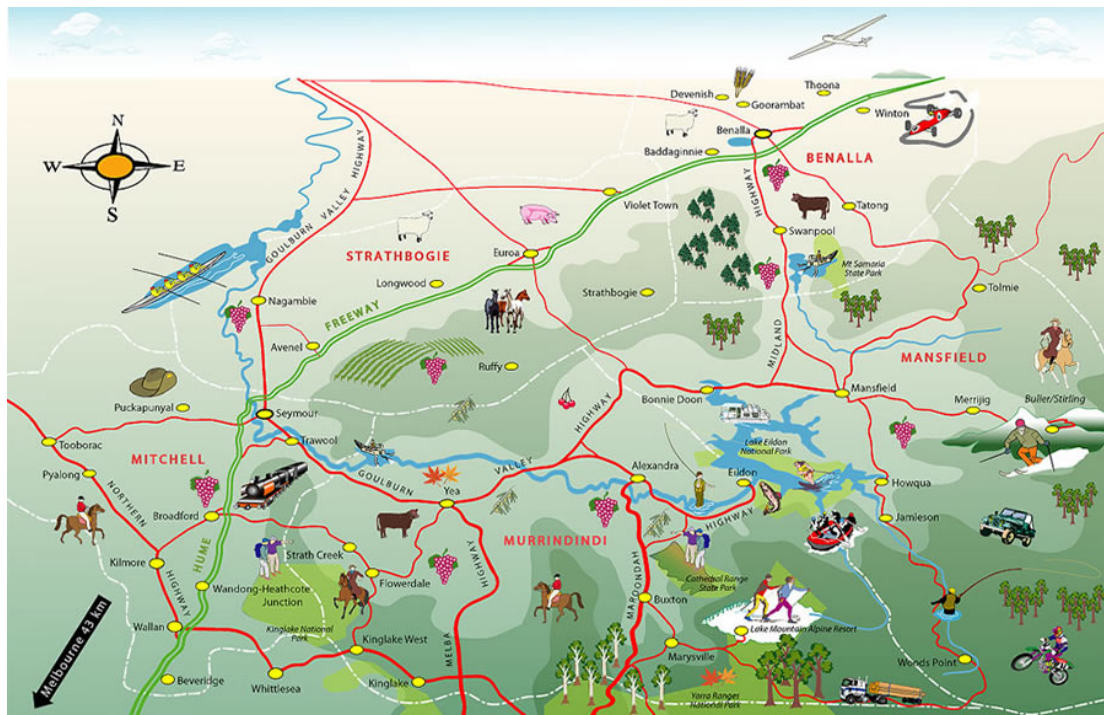 Thoona
Devenish
Goorambat
Winton
Benalla
N
Baddaginnie
BENALLA
W
E
S
GOULBURN VALLEY HIGHWAY
HIGHWAY
Violet Town
Tatong
Swanpool
STRATHBOGIE
Euroa
Mt Samaria
State Park
Longwood
Strathbogie
Tolmie
Nagambie
FREEWAY
Avenel
MIDLAND
MANSFIELD
Ruffy
Mansfield
Bonnie Doon
Merrijig
Buller/Stirling
Puckapunyal
Seymour
HIGHWAY
Tooborac
Trawool
Lake Eildon
National Park
MITCHELL
VALLEY
Alexandra
Eildon
Pyalong
GOULBURN
Yea
Howqua
NORTHERN
Broadford
HIGHWAY
Jamieson
MURRINDINDI
HUME
Strath Creek
HIGHWAY
Kilmore
Flowerdale
Cathedral Range
State Park
Wandong-Heathcote
Junction
MAROONDAH
Buxton
HIGHWAY
Wallan
Kinglake National
Park
Kinglake West
MELBA
Lake Mountain Alpine Resort
Melbourne 43 km
Marysville
Woods Point
Beveridge
Whittlesea
Kinglake
Yarra Ranges
National Park